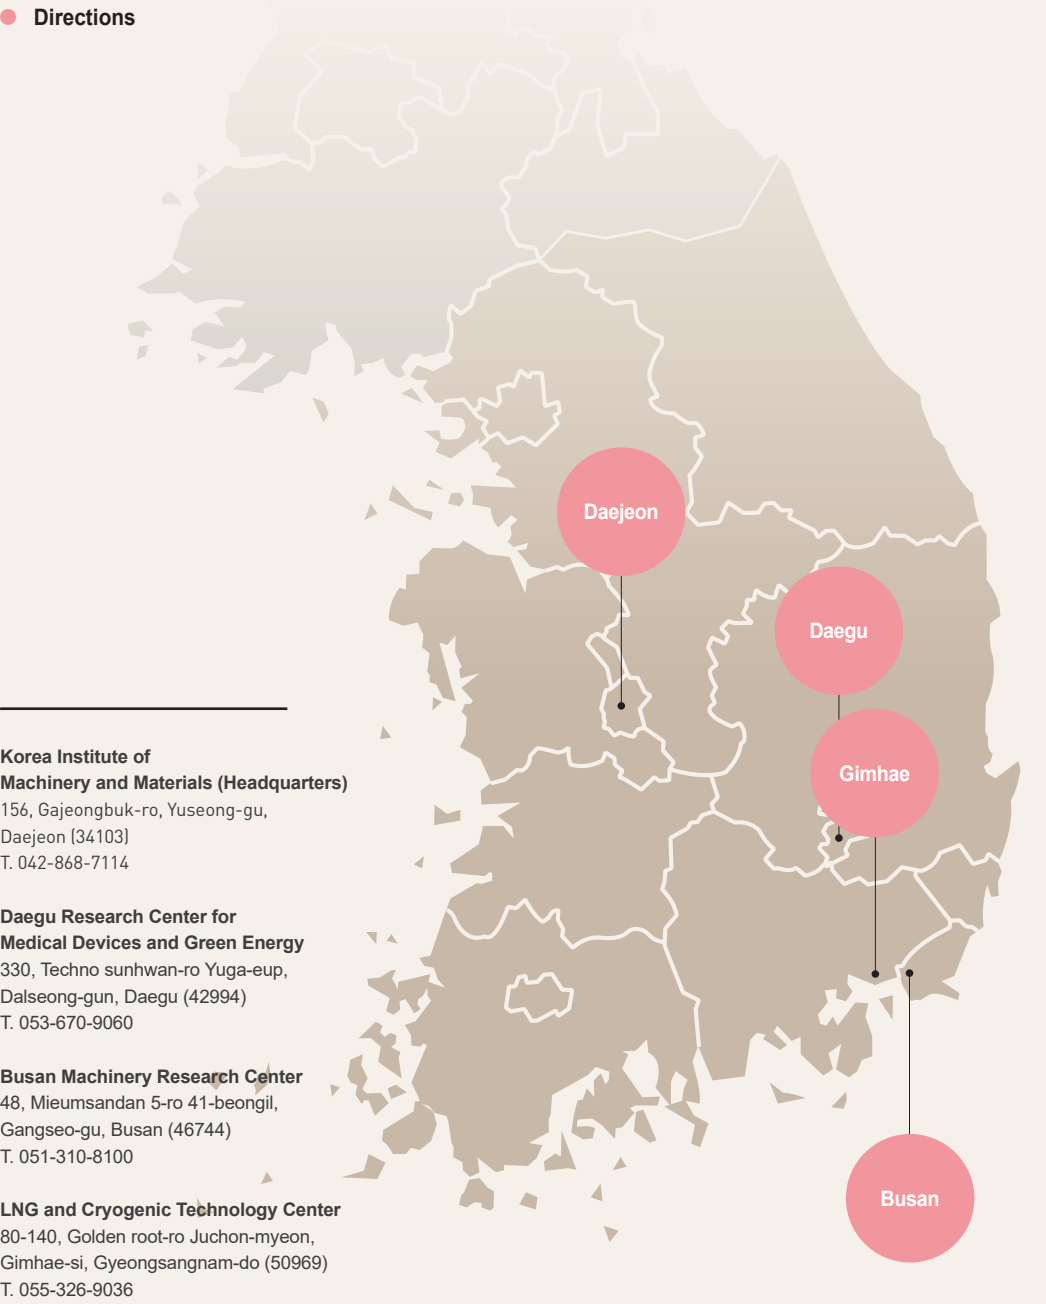 Directions
Daejeon
Daegu
Gimhae
Busan
Korea Institute of
Machinery and Materials (Headquarters)
156, Gajeongbuk-ro, Yuseong-gu,
Daejeon (34103)
T. 042-868-7114
Daegu Research Center for
Medical Devices and Green Energy
330, Techno sunhwan-ro Yuga-eup,
Dalseong-gun, Daegu (42994)
T. 053-670-9060
Busan Machinery Research Center
48, Mieumsandan 5-ro 41-beongil,
Gangseo-gu, Busan (46744)
T. 051-310-8100
LNG and Cryogenic Technology Center
80-140, Golden root-ro Juchon-myeon,
Gimhae-si, Gyeongsangnam-do (50969)
T. 055-326-9036